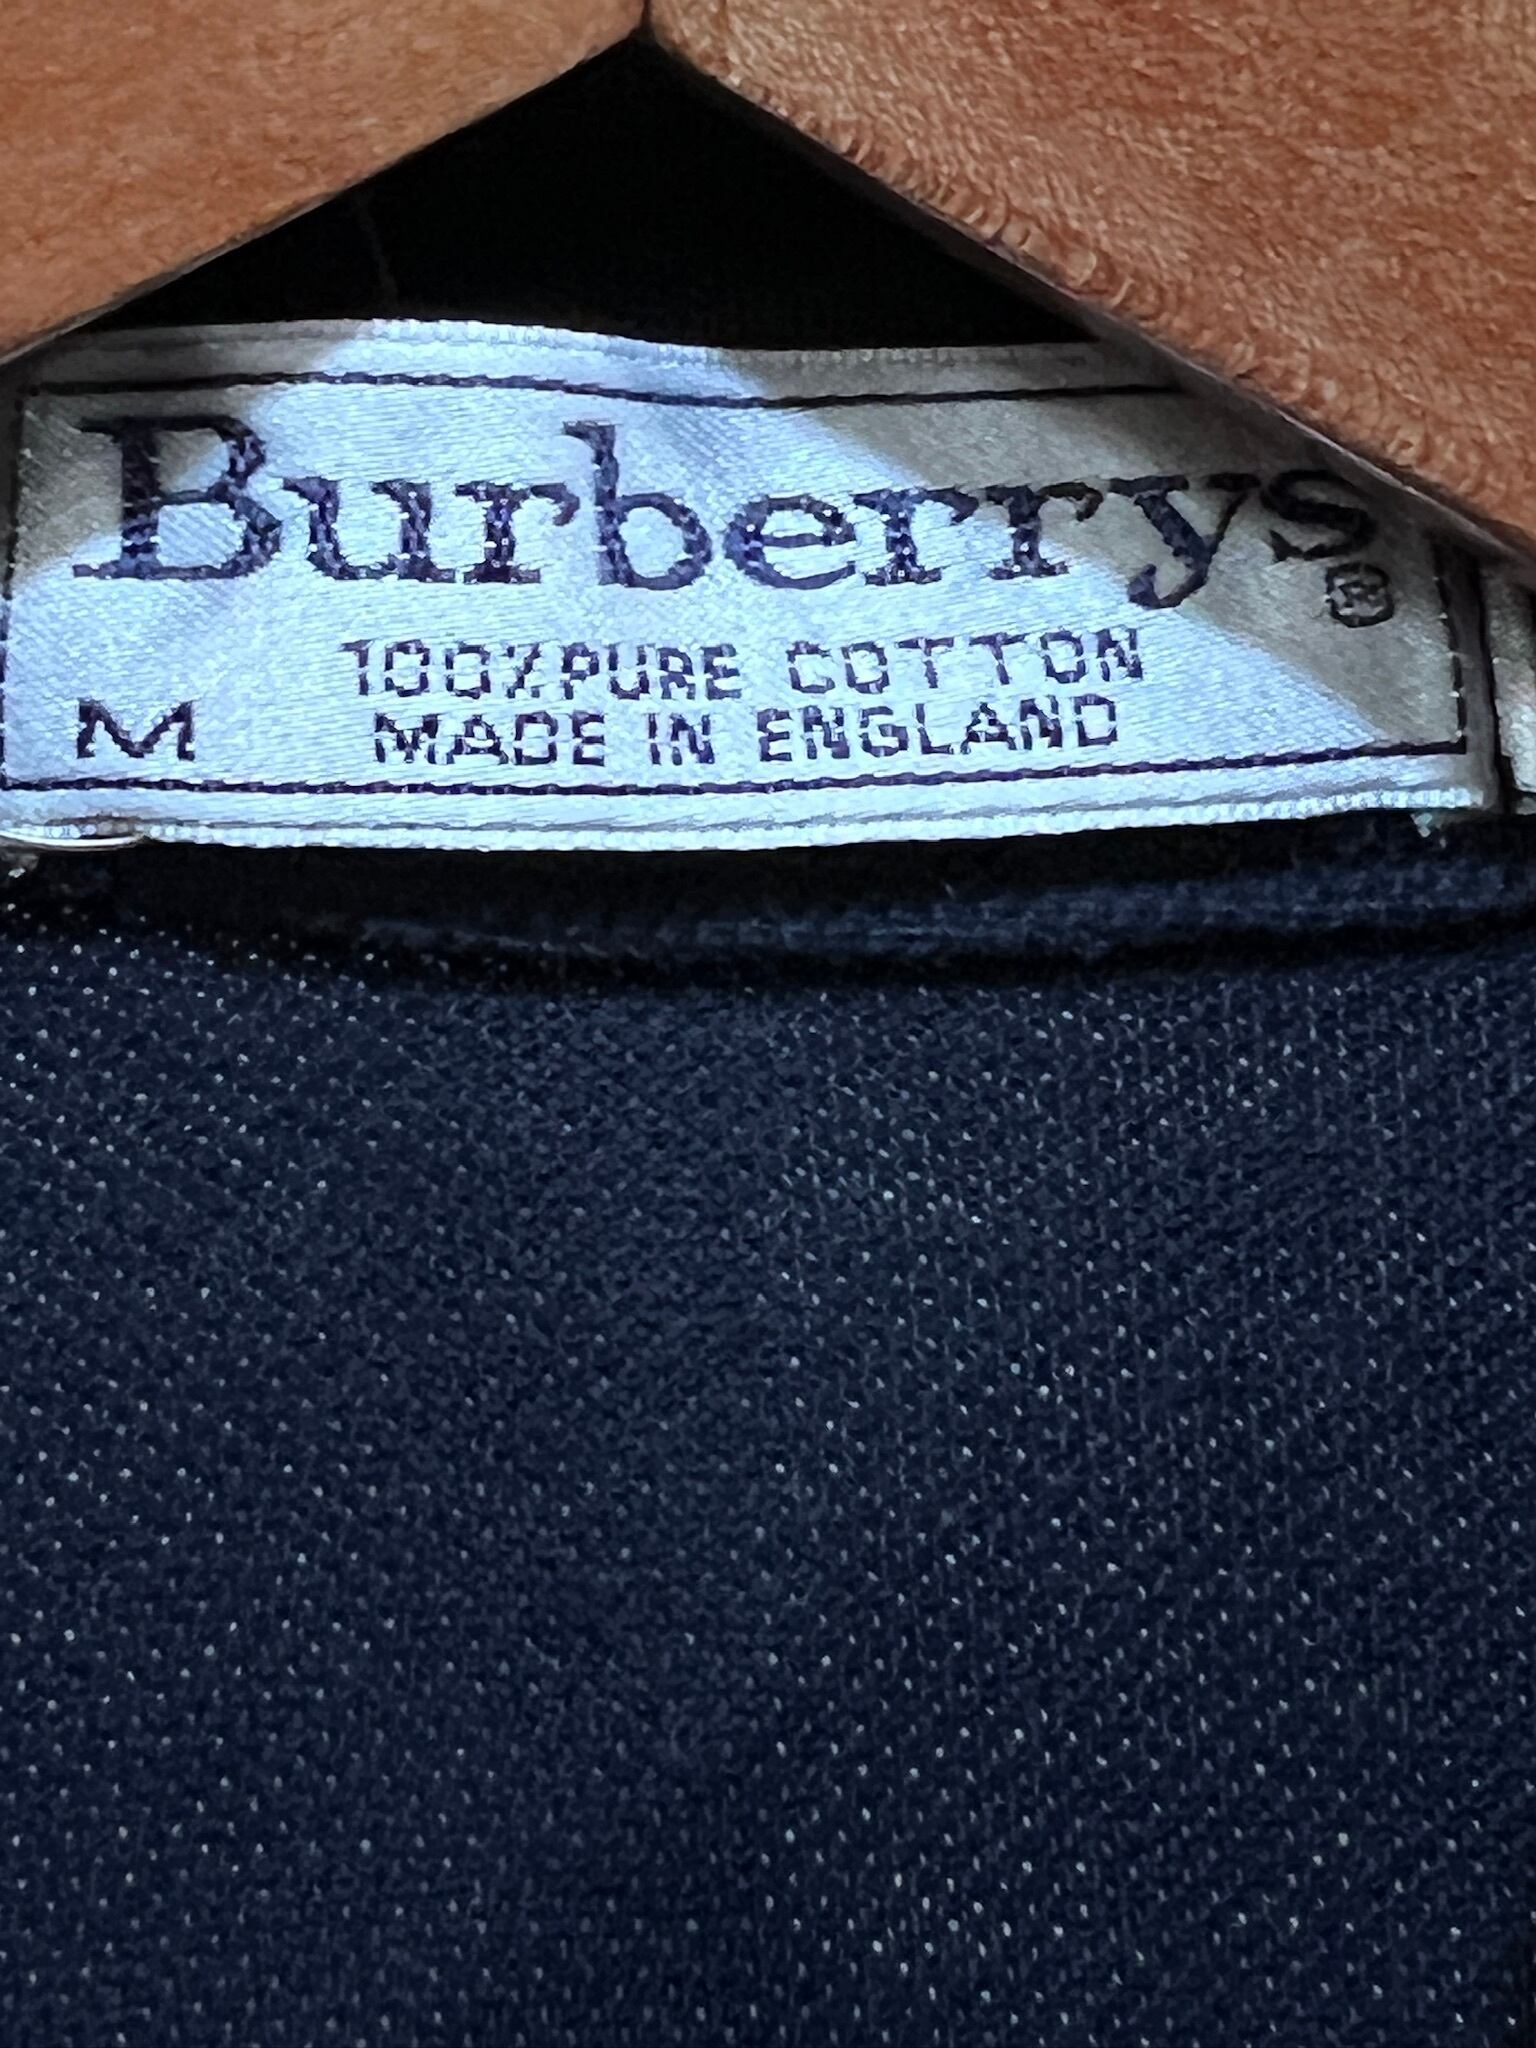 Burberrys®
100% PURE COTTON
M MADE IN ENGLAND